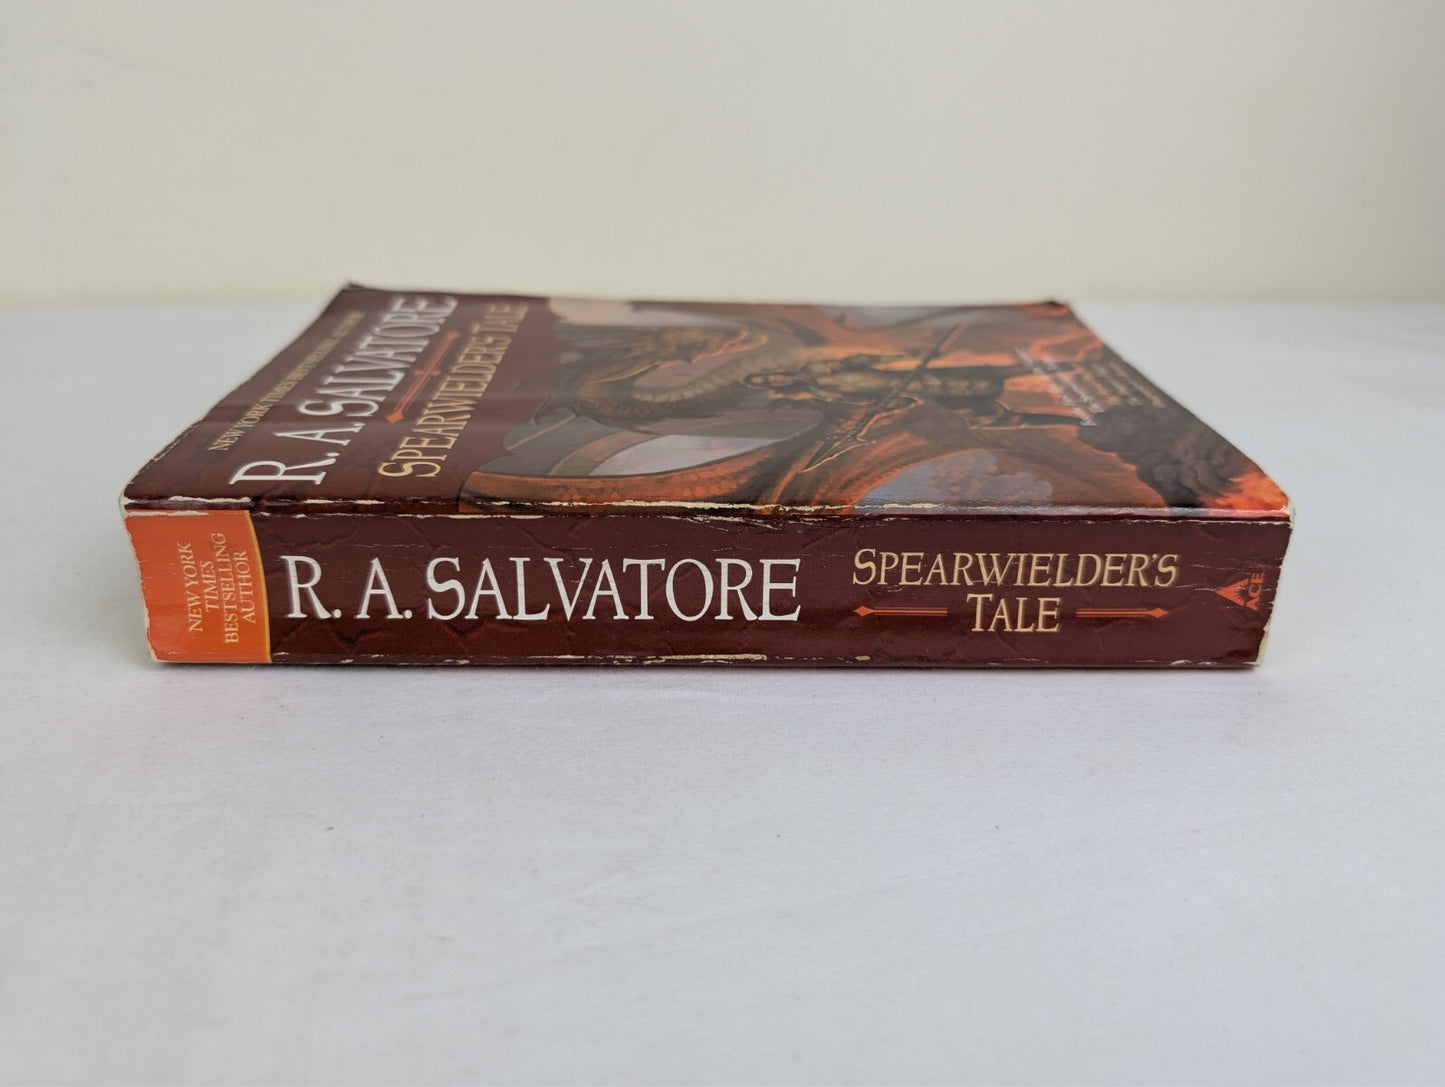 NEW YORK TIMES BESTSELLING AUTHOR
R. A. SALVATORE
SPEARWIELDER'S TALE
NEW YORK
TIMES
BESTSELLING
AUTHOR
R. A. SALVATORE
SPEARWIELDER'S
TALE
ACE